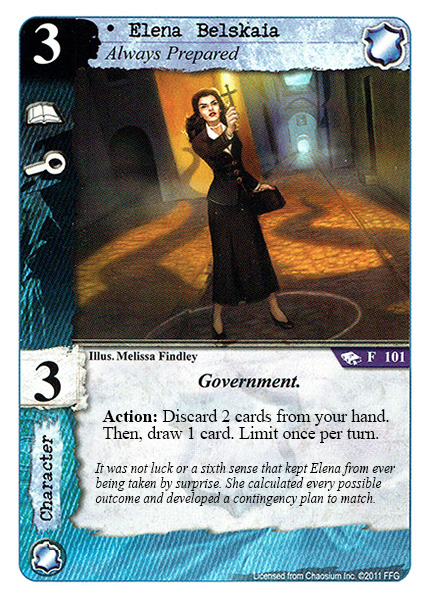 3
• Elena Belskaia
Always Prepared
Illus. Melissa Findley
F 101
3
Government.
Action: Discard 2 cards from your hand.
Then, draw 1 card. Limit once per turn.
It was not luck or a sixth sense that kept Elena from ever
being taken by surprise. She calculated every possible
outcome and developed a contingency plan to match.
Character
Licensed from Chaosium Inc. ©2011 FFG